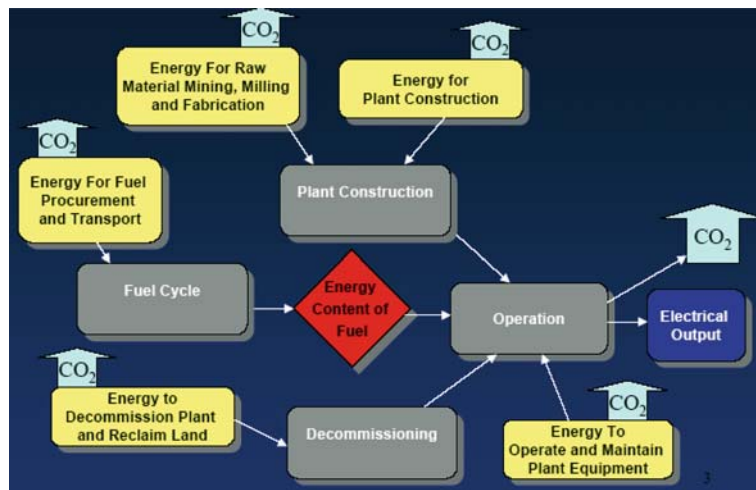 CO2
CO2
Energy For Raw
Material Mining, Milling
and Fabrication
Energy for
Plant Construction
CO2
Energy For Fuel
Procurement
and Transport
Plant Construction
CO2
Fuel Cycle
Energy
Content of
Fuel
Operation
Electrical
Output
CO2
Energy to
Decommission Plant
and Reclaim Land
Decommissioning
CO2
Energy To
Operate and Maintain
Plant Equipment
3